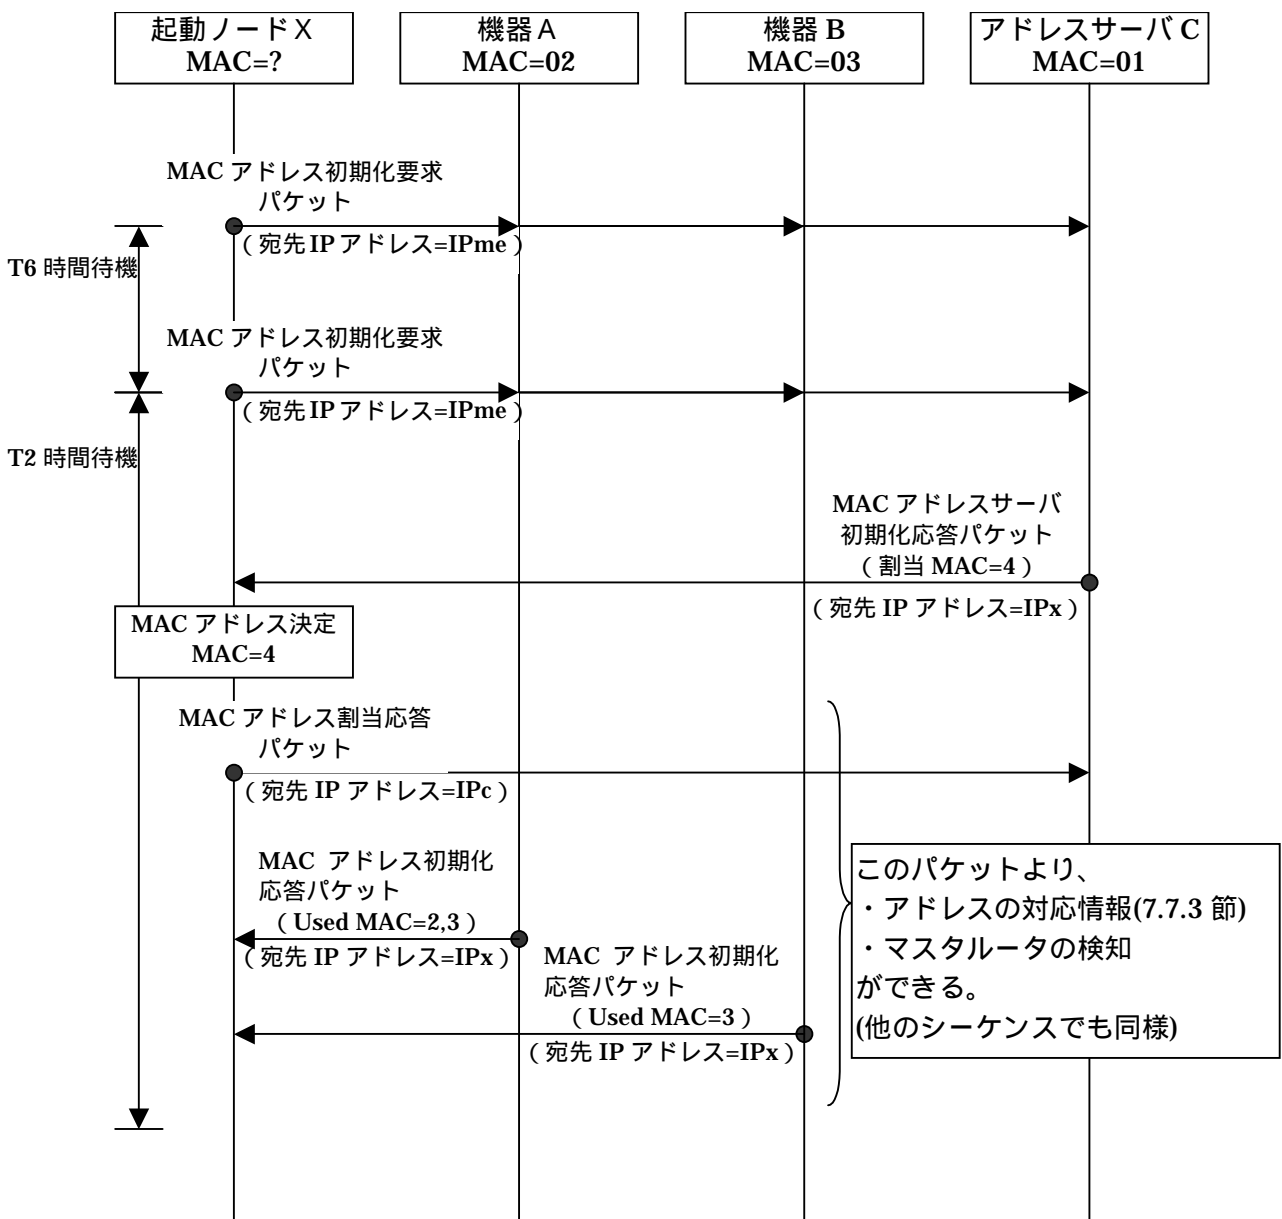 起動ノードX
MAC=?
機器A
MAC=02
機器 B
MAC=03
アドレスサーバ C
MAC=01
MAC アドレス初期化要求
パケット
（宛先 IP アドレス=IPme）
T6 時間待機
MAC アドレス初期化要求
パケット
（宛先 IP アドレス=IPme）
T2 時間待機
MAC アドレスサーバ
初期化応答パケット
（割当 MAC=4）
（宛先 IP アドレス=IPx）
MAC アドレス決定
MAC=4
MAC アドレス割当応答
パケット
（宛先 IP アドレス=IPc）
MAC アドレス初期化
応答パケット
（Used MAC=2,3）
（宛先 IP アドレス=IPx）
MAC アドレス初期化
応答パケット
（Used MAC=3）
（宛先 IP アドレス=IPx）
このパケットより、
・アドレスの対応情報(7.7.3 節)
・マスタルータの検知
ができる。
(他のシーケンスでも同様)